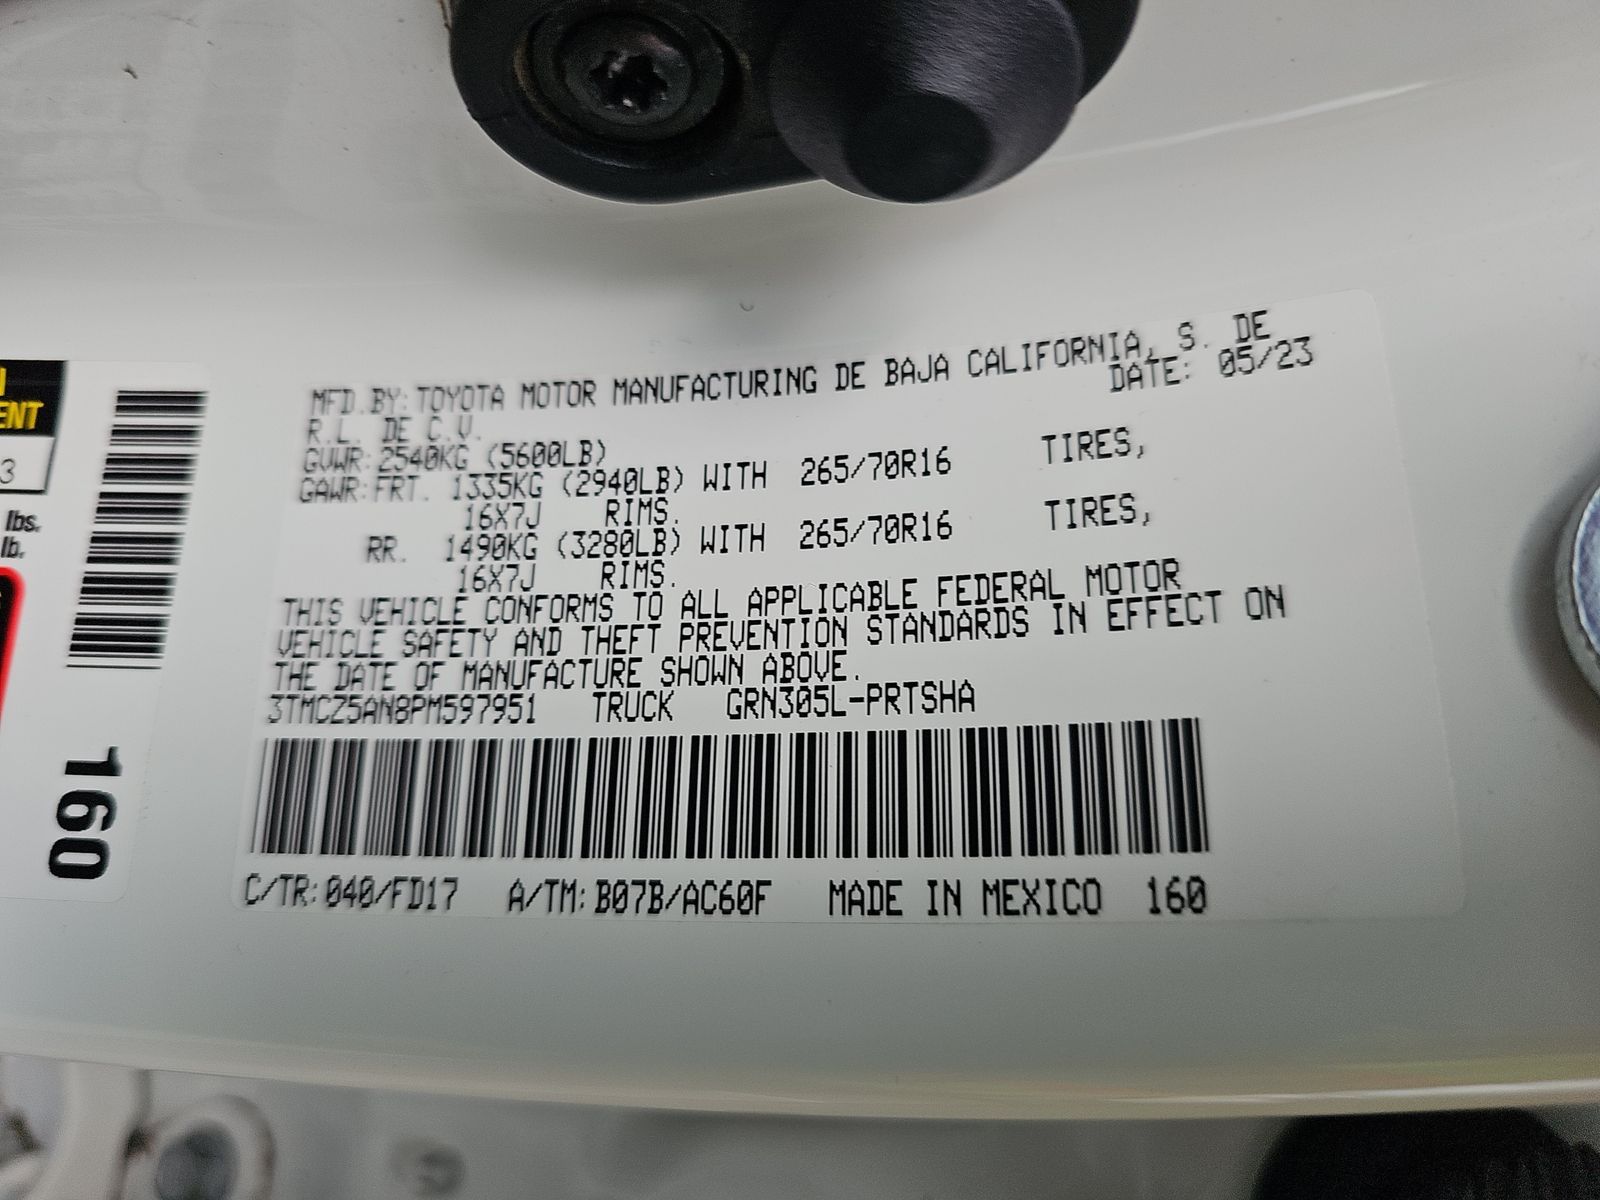 MFD.BY:TOYOTA MOTOR MANUFACTURING DE BAJA CALIFORNIA, S. DE
R.L. DE C.V. DATE: 05/23
GVWR:2540KG (5600LB)
GAWR:FRT. 1335KG (2940LB) WITH 265/70R16 TIRES,
16X7J RIMS.
RR. 1490KG (3280LB) WITH 265/70R16 TIRES,
16X7J RIMS.
THIS VEHICLE CONFORMS TO ALL APPLICABLE FEDERAL MOTOR
VEHICLE SAFETY AND THEFT PREVENTION STANDARDS IN EFFECT ON
THE DATE OF MANUFACTURE SHOWN ABOVE.
3TMCZ5AN8PM597951 TRUCK GRN305L-PRTSHA
C/TR:040/FD17 A/TM:B07B/AC60F MADE IN MEXICO 160
160
lbs.
lb.